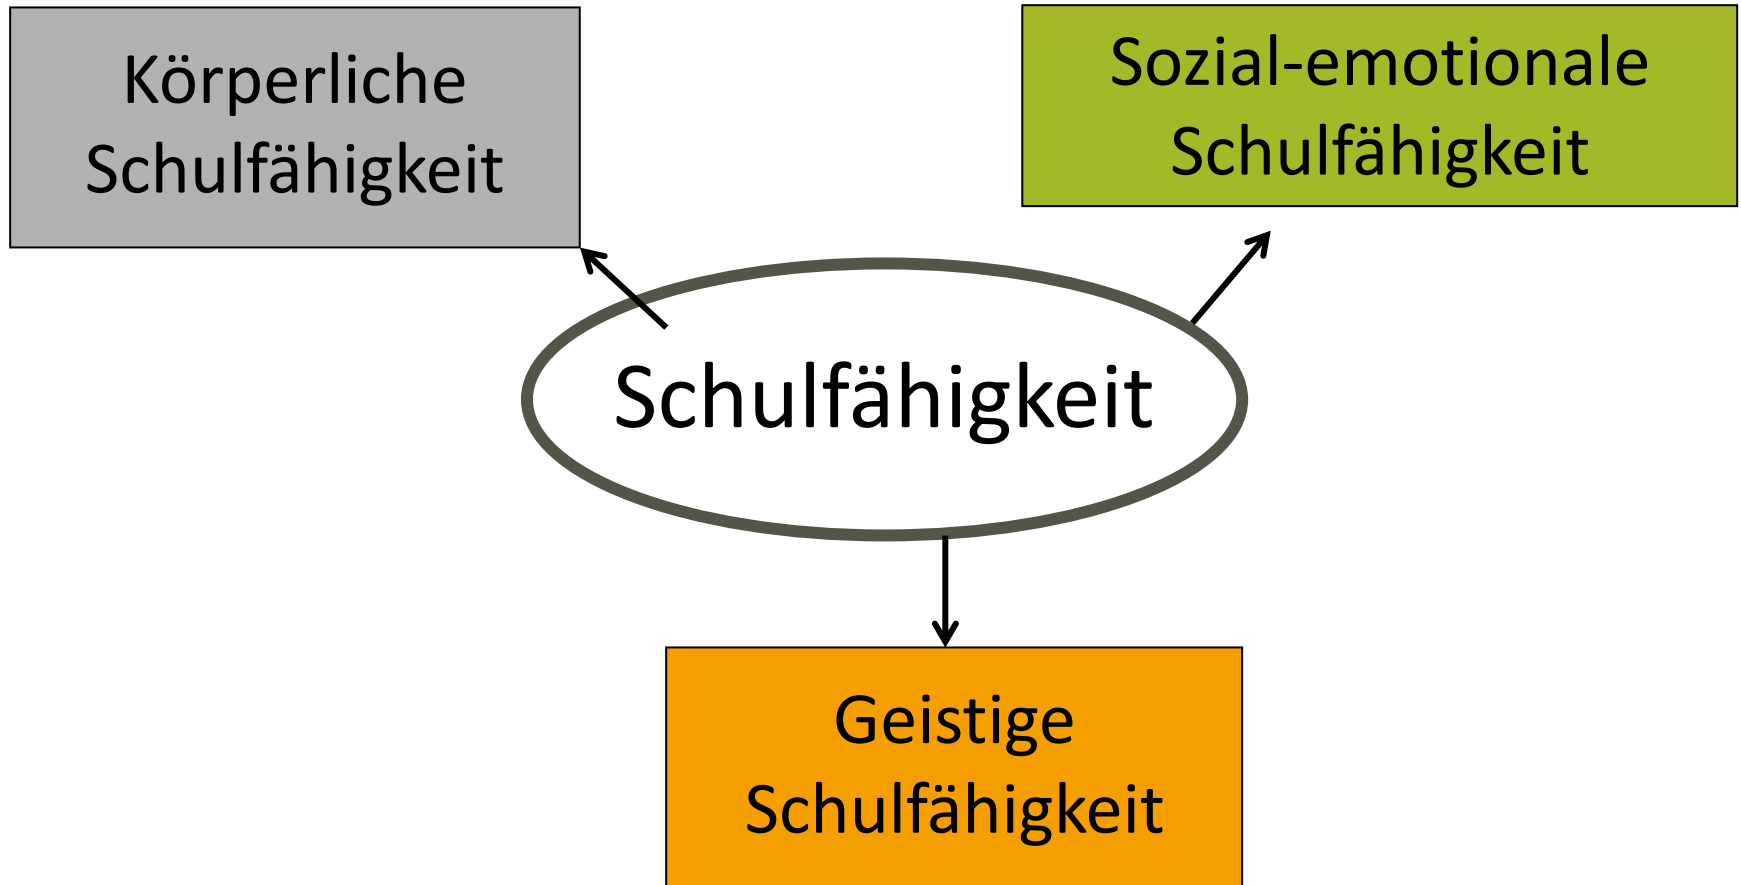 Körperliche
Schulfähigkeit
Sozial-emotionale
Schulfähigkeit
Schulfähigkeit
Geistige
Schulfähigkeit